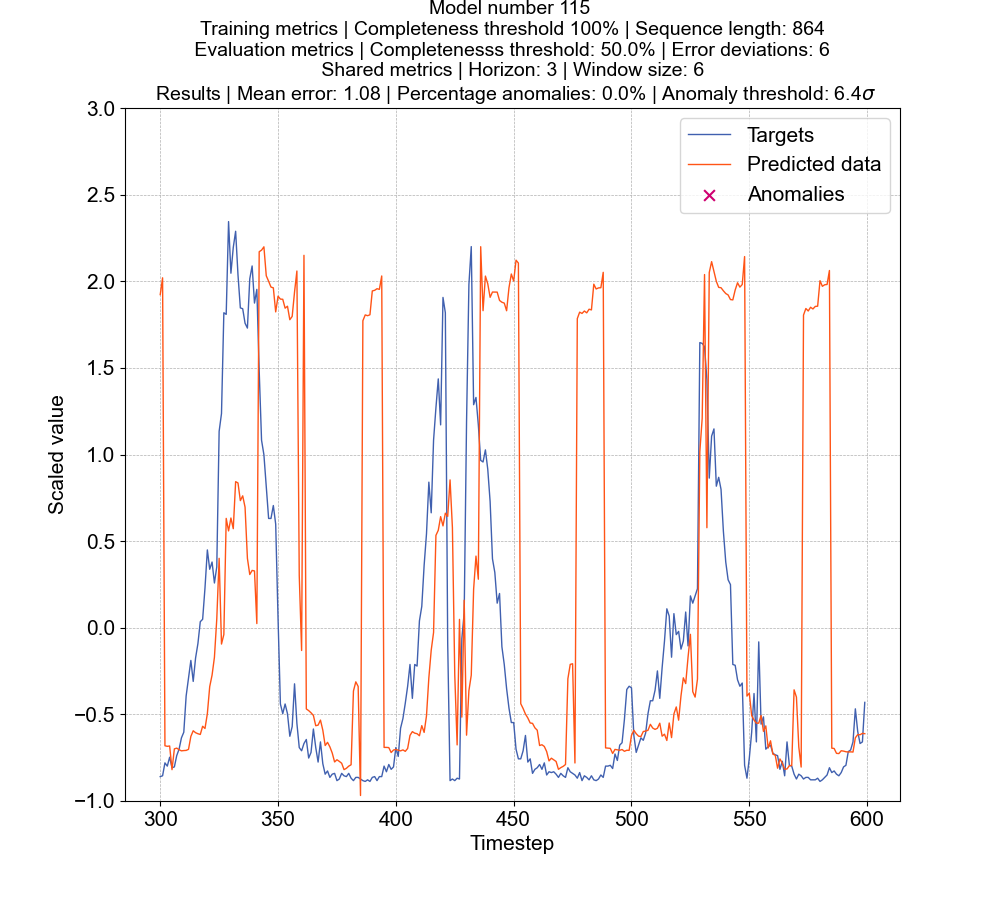 Model number 115
Training metrics | Completeness threshold 100% | Sequence length: 864
Evaluation metrics | Completenesss threshold: 50.0% | Error deviations: 6
Shared metrics | Horizon: 3 | Window size: 6
Results | Mean error: 1.08 | Percentage anomalies: 0.0% | Anomaly threshold: 6.4σ
3.0
2.5
2.0
1.5
1.0
0.5
0.0
−0.5
−1.0
Scaled value
Targets
Predicted data
Anomalies
300 350 400 450 500 550 600
Timestep